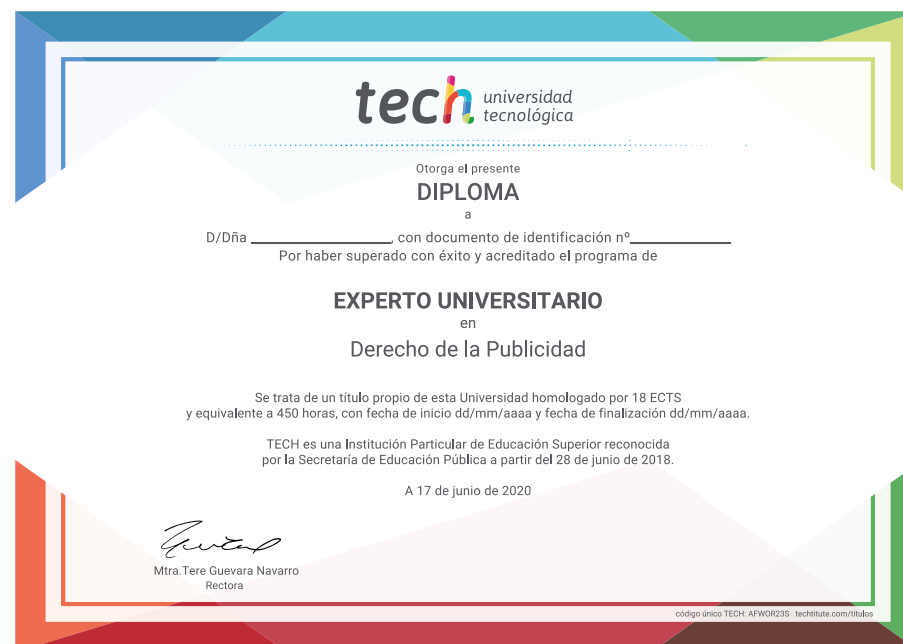 tech universidad
tecnológica
Otorga el presente
DIPLOMA
a
D/Dña ____________________, con documento de identificación nº______________
Por haber superado con éxito y acreditado el programa de
EXPERTO UNIVERSITARIO
en
Derecho de la Publicidad
Se trata de un título propio de esta Universidad homologado por 18 ECTS
y equivalente a 450 horas, con fecha de inicio dd/mm/aaaa y fecha de finalización dd/mm/aaaa.
TECH es una Institución Particular de Educación Superior reconocida
por la Secretaría de Educación Pública a partir del 28 de junio de 2018.
A 17 de junio de 2020
Mtra.Tere Guevara Navarro
Rectora
código único TECH: AFWOR23S techtitute.com/titulos